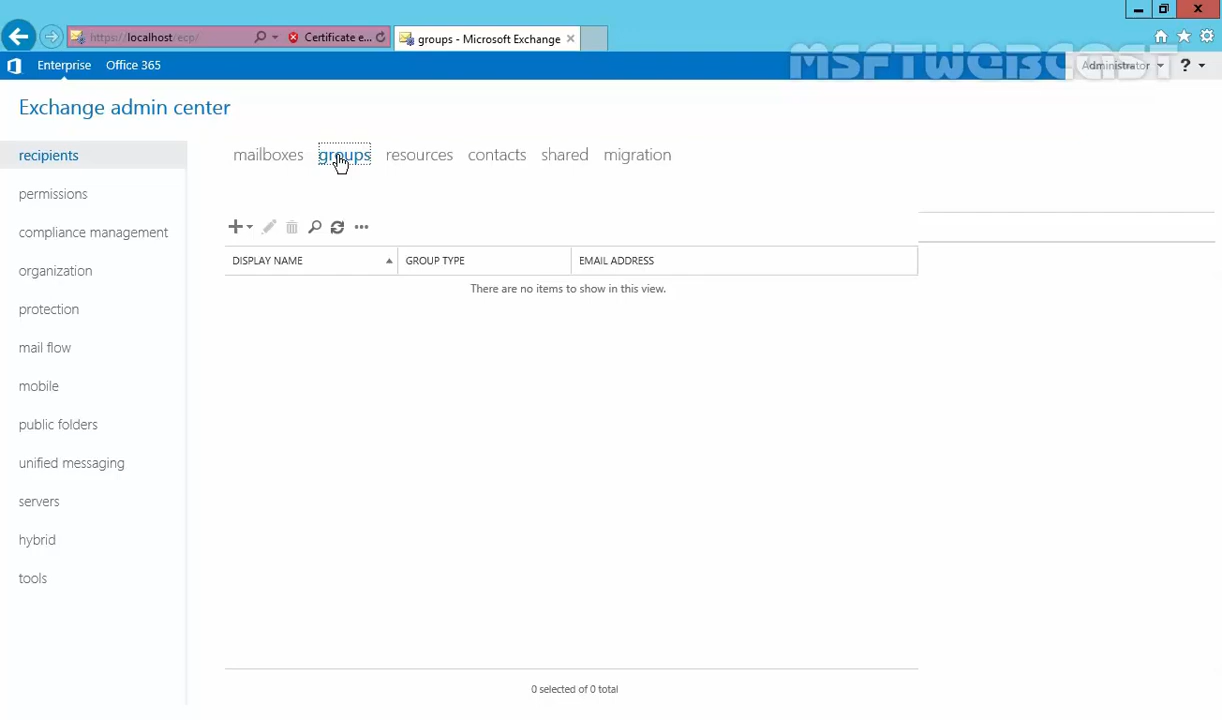 https://localhost/ecp/
Certificate e...
groups - Microsoft Exchange
MSFTWEBCAST
Enterprise Office 365
Administrator ?
Exchange admin center
recipients
permissions
compliance management
organization
protection
mail flow
mobile
public folders
unified messaging
servers
hybrid
tools
mailboxes groups resources contacts shared migration
DISPLAY NAME GROUP TYPE EMAIL ADDRESS
There are no items to show in this view.
0 selected of 0 total